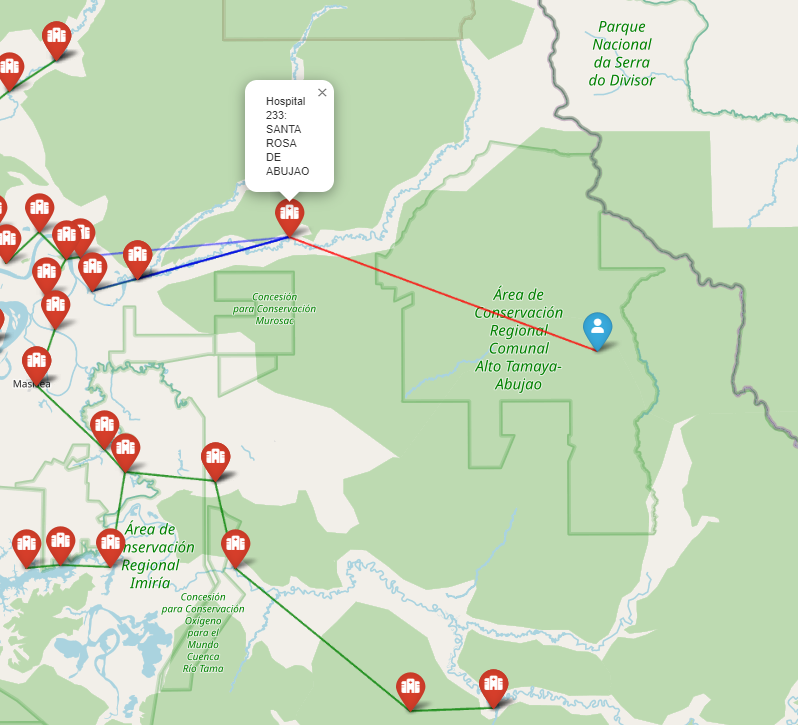 Parque
Nacional
da Serra
do Divisor
Hospital
233:
SANTA
ROSA
DE
ABUJAO
×
Área de
Conservación
Regional
Comunal
Alto Tamaya-
Abujao
Concesión
para Conservación
Murosac
Área de
Conservación
Regional
Imiría
Concesión
para Conservación
Oxigeno
para el
Mundo
Cuenca
Río Tama